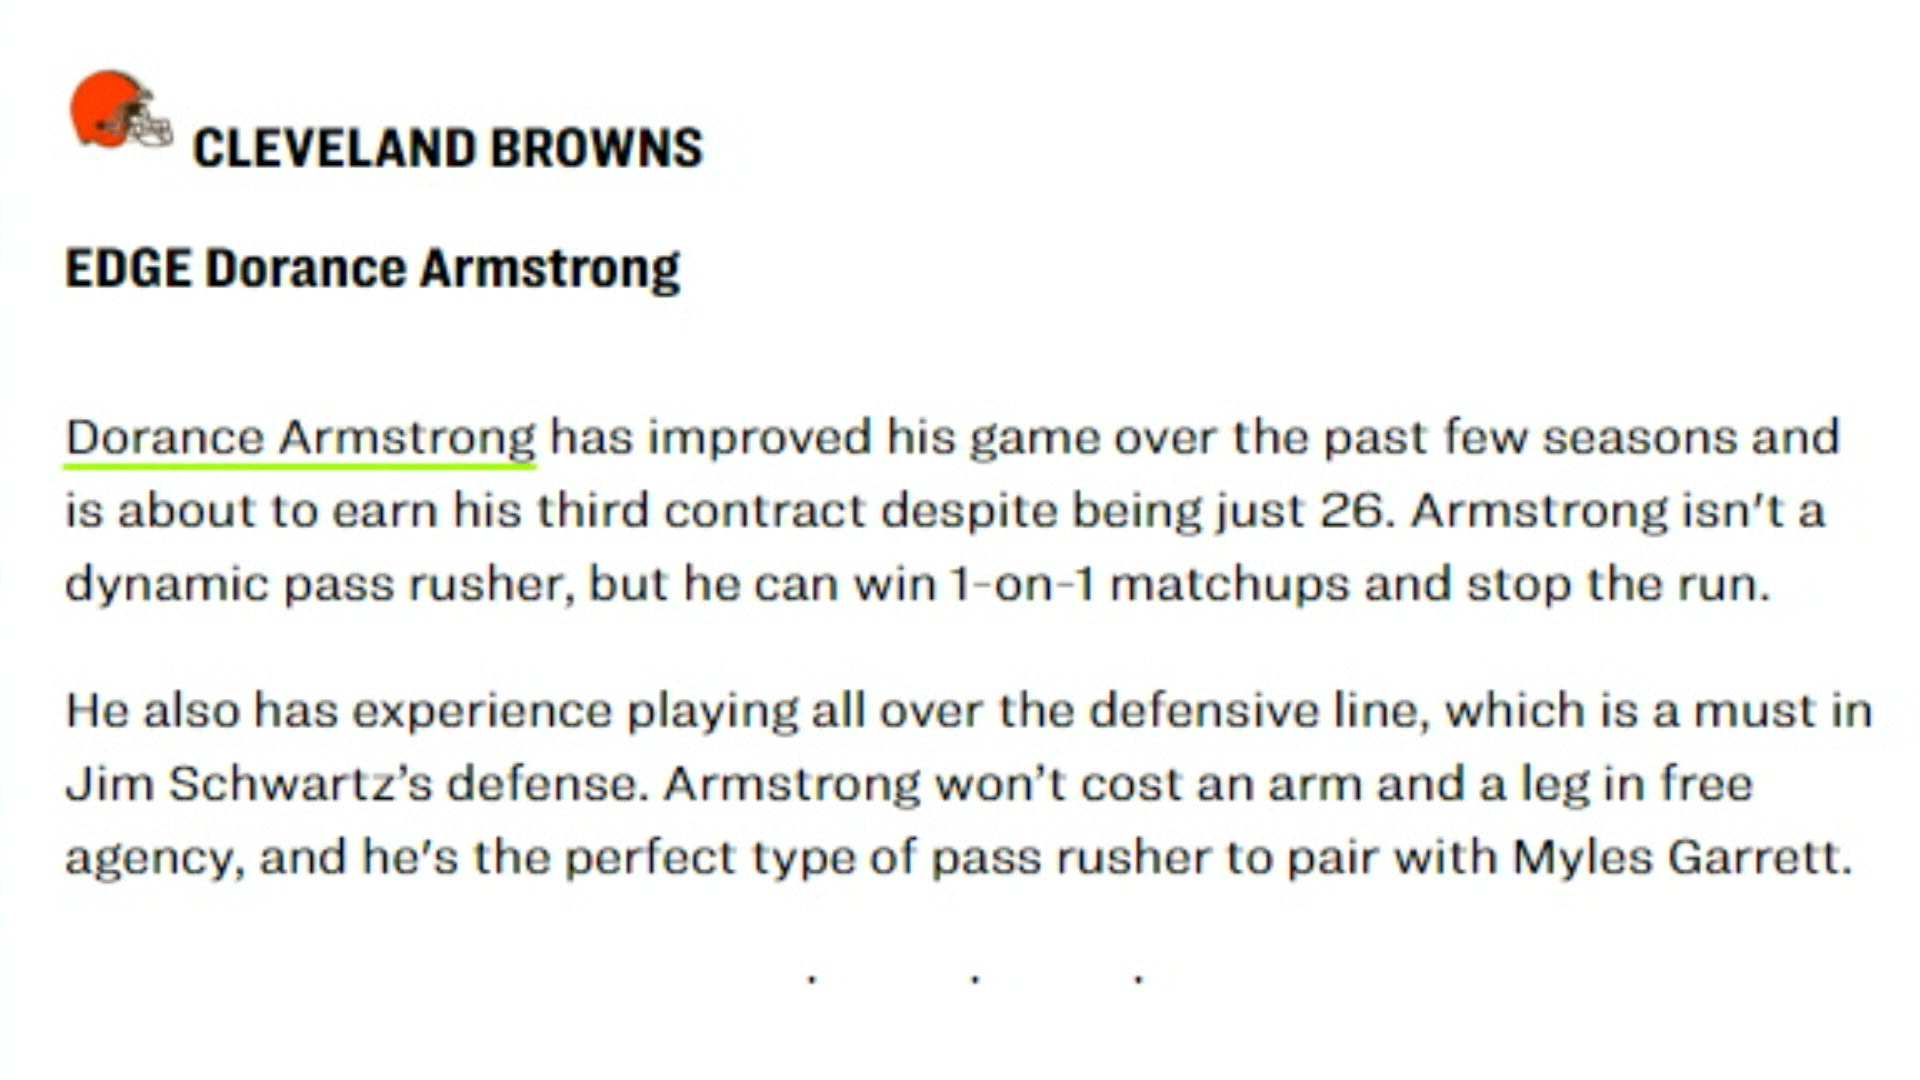 CLEVELAND BROWNS
EDGE Dorance Armstrong
Dorance Armstrong has improved his game over the past few seasons and
is about to earn his third contract despite being just 26. Armstrong isn't a
dynamic pass rusher, but he can win 1-on-1 matchups and stop the run.
He also has experience playing all over the defensive line, which is a must in
Jim Schwartz’s defense. Armstrong won’t cost an arm and a leg in free
agency, and he's the perfect type of pass rusher to pair with Myles Garrett.
. . .